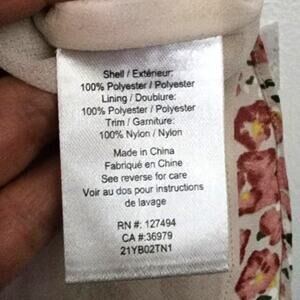 Shell / Extérieur:
100% Polyester / Polyester
Lining / Doublure:
100% Polyester / Polyester
Trim / Garniture:
100% Nylon / Nylon
Made in China
Fabriqué en Chine
See reverse for care
Voir au dos pour instructions
de lavage
RN #: 127494
CA #:36979
21YB02TN1